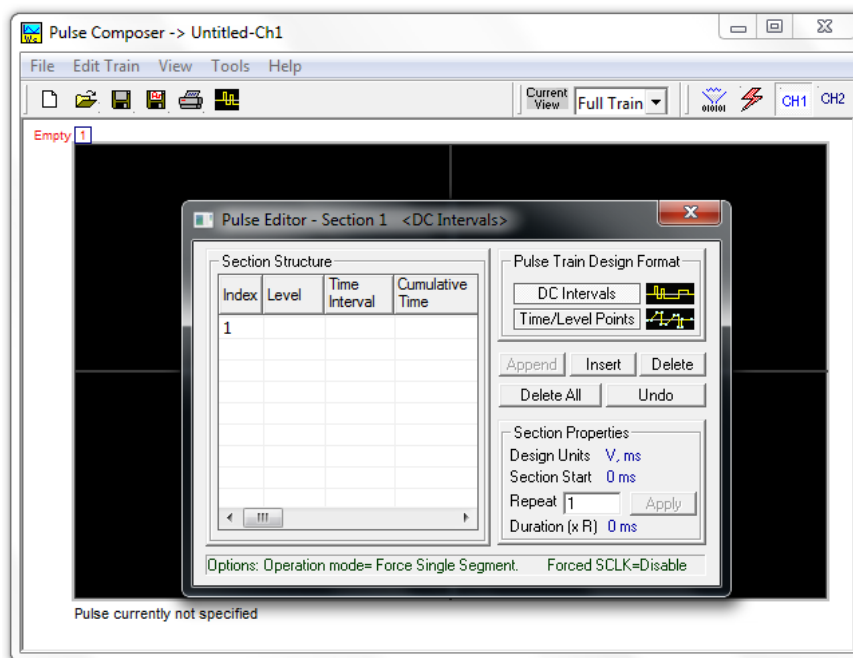 Pulse Composer -> Untitled-Ch1
File Edit Train View Tools Help
Current View Full Train CH1 CH2
Empty 1
Pulse Editor - Section 1 <DC Intervals>
Section Structure
Index Level Time Interval Cumulative Time
1
Pulse Train Design Format
DC Intervals
Time/Level Points
Append Insert Delete
Delete All Undo
Section Properties
Design Units V, ms
Section Start 0 ms
Repeat 1 Apply
Duration (x R) 0 ms
Options: Operation mode= Force Single Segment. Forced SCLK=Disable
Pulse currently not specified